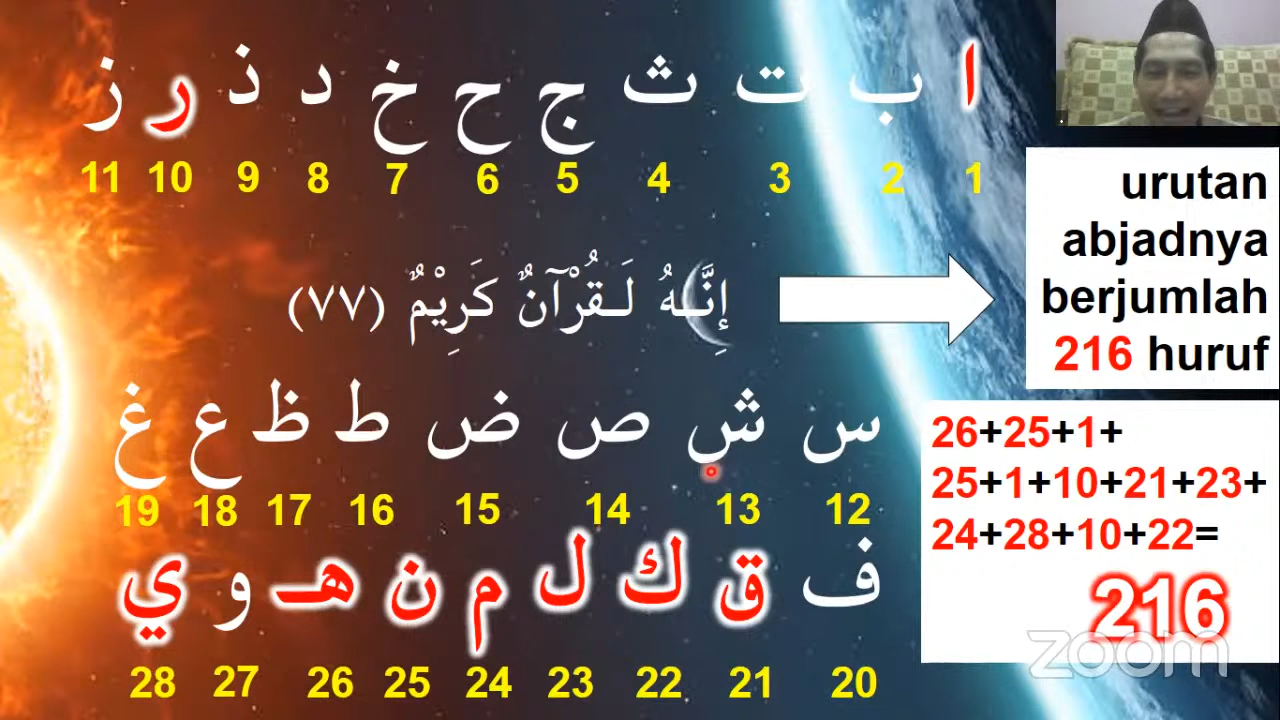 ا ب ت ث ج ح خ د ذ ر ز
1 2 3 4 5 6 7 8 9 10 11
إِنَّـهُ لَـقُرْآنٌ كَرِيْمٌ (٧٧)
urutan
abjadnya
berjumlah
216 huruf
س ش ص ض ط ظ ع غ
12 13 14 15 16 17 18 19
ف ق ك ل م ن هـ و ي
20 21 22 23 24 25 26 27 28
26+25+1+
25+1+10+21+23+
24+28+10+22=
216
zoom